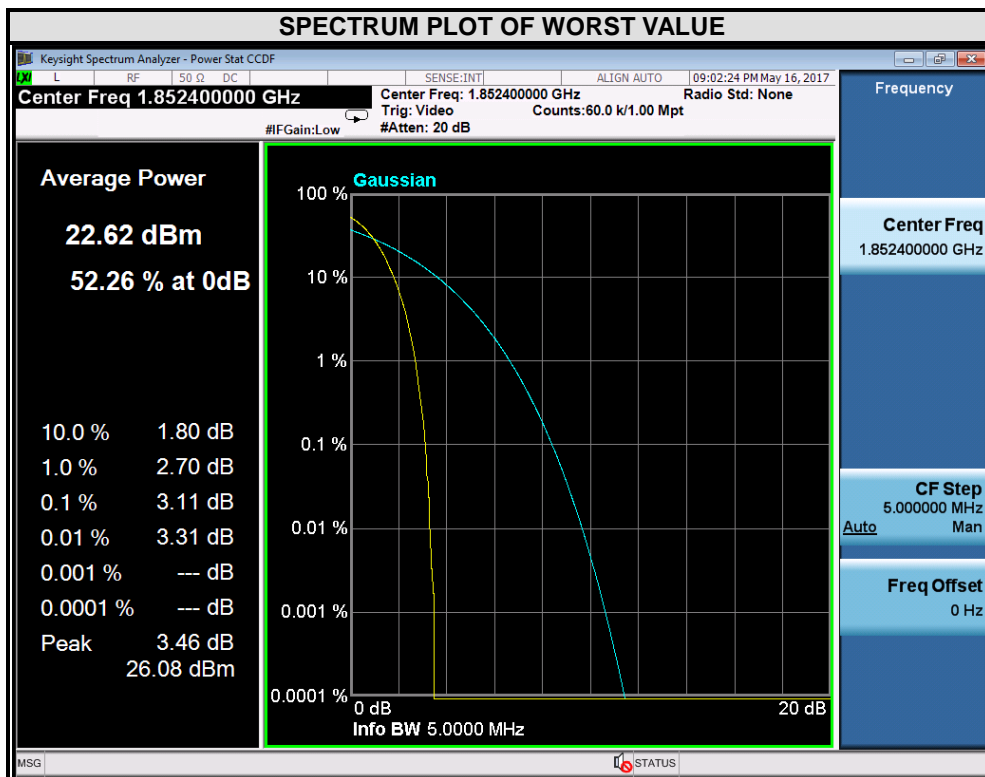 SPECTRUM PLOT OF WORST VALUE
Keysight Spectrum Analyzer - Power Stat CCDF
LXI L RF 50 Ω DC SENSE:INT ALIGN AUTO 09:02:24 PM May 16, 2017
Center Freq 1.852400000 GHz
Center Freq: 1.852400000 GHz Radio Std: None
Trig: Video Counts:60.0 k/1.00 Mpt
#IFGain:Low #Atten: 20 dB
Average Power
22.62 dBm
52.26 % at 0dB
10.0 % 1.80 dB
1.0 % 2.70 dB
0.1 % 3.11 dB
0.01 % 3.31 dB
0.001 % --- dB
0.0001 % --- dB
Peak 3.46 dB
26.08 dBm
Gaussian
100 %
10 %
1 %
0.1 %
0.01 %
0.001 %
0.0001 %
0 dB 20 dB
Info BW 5.0000 MHz
Frequency
Center Freq
1.852400000 GHz
CF Step
5.000000 MHz
Auto Man
Freq Offset
0 Hz
MSG STATUS